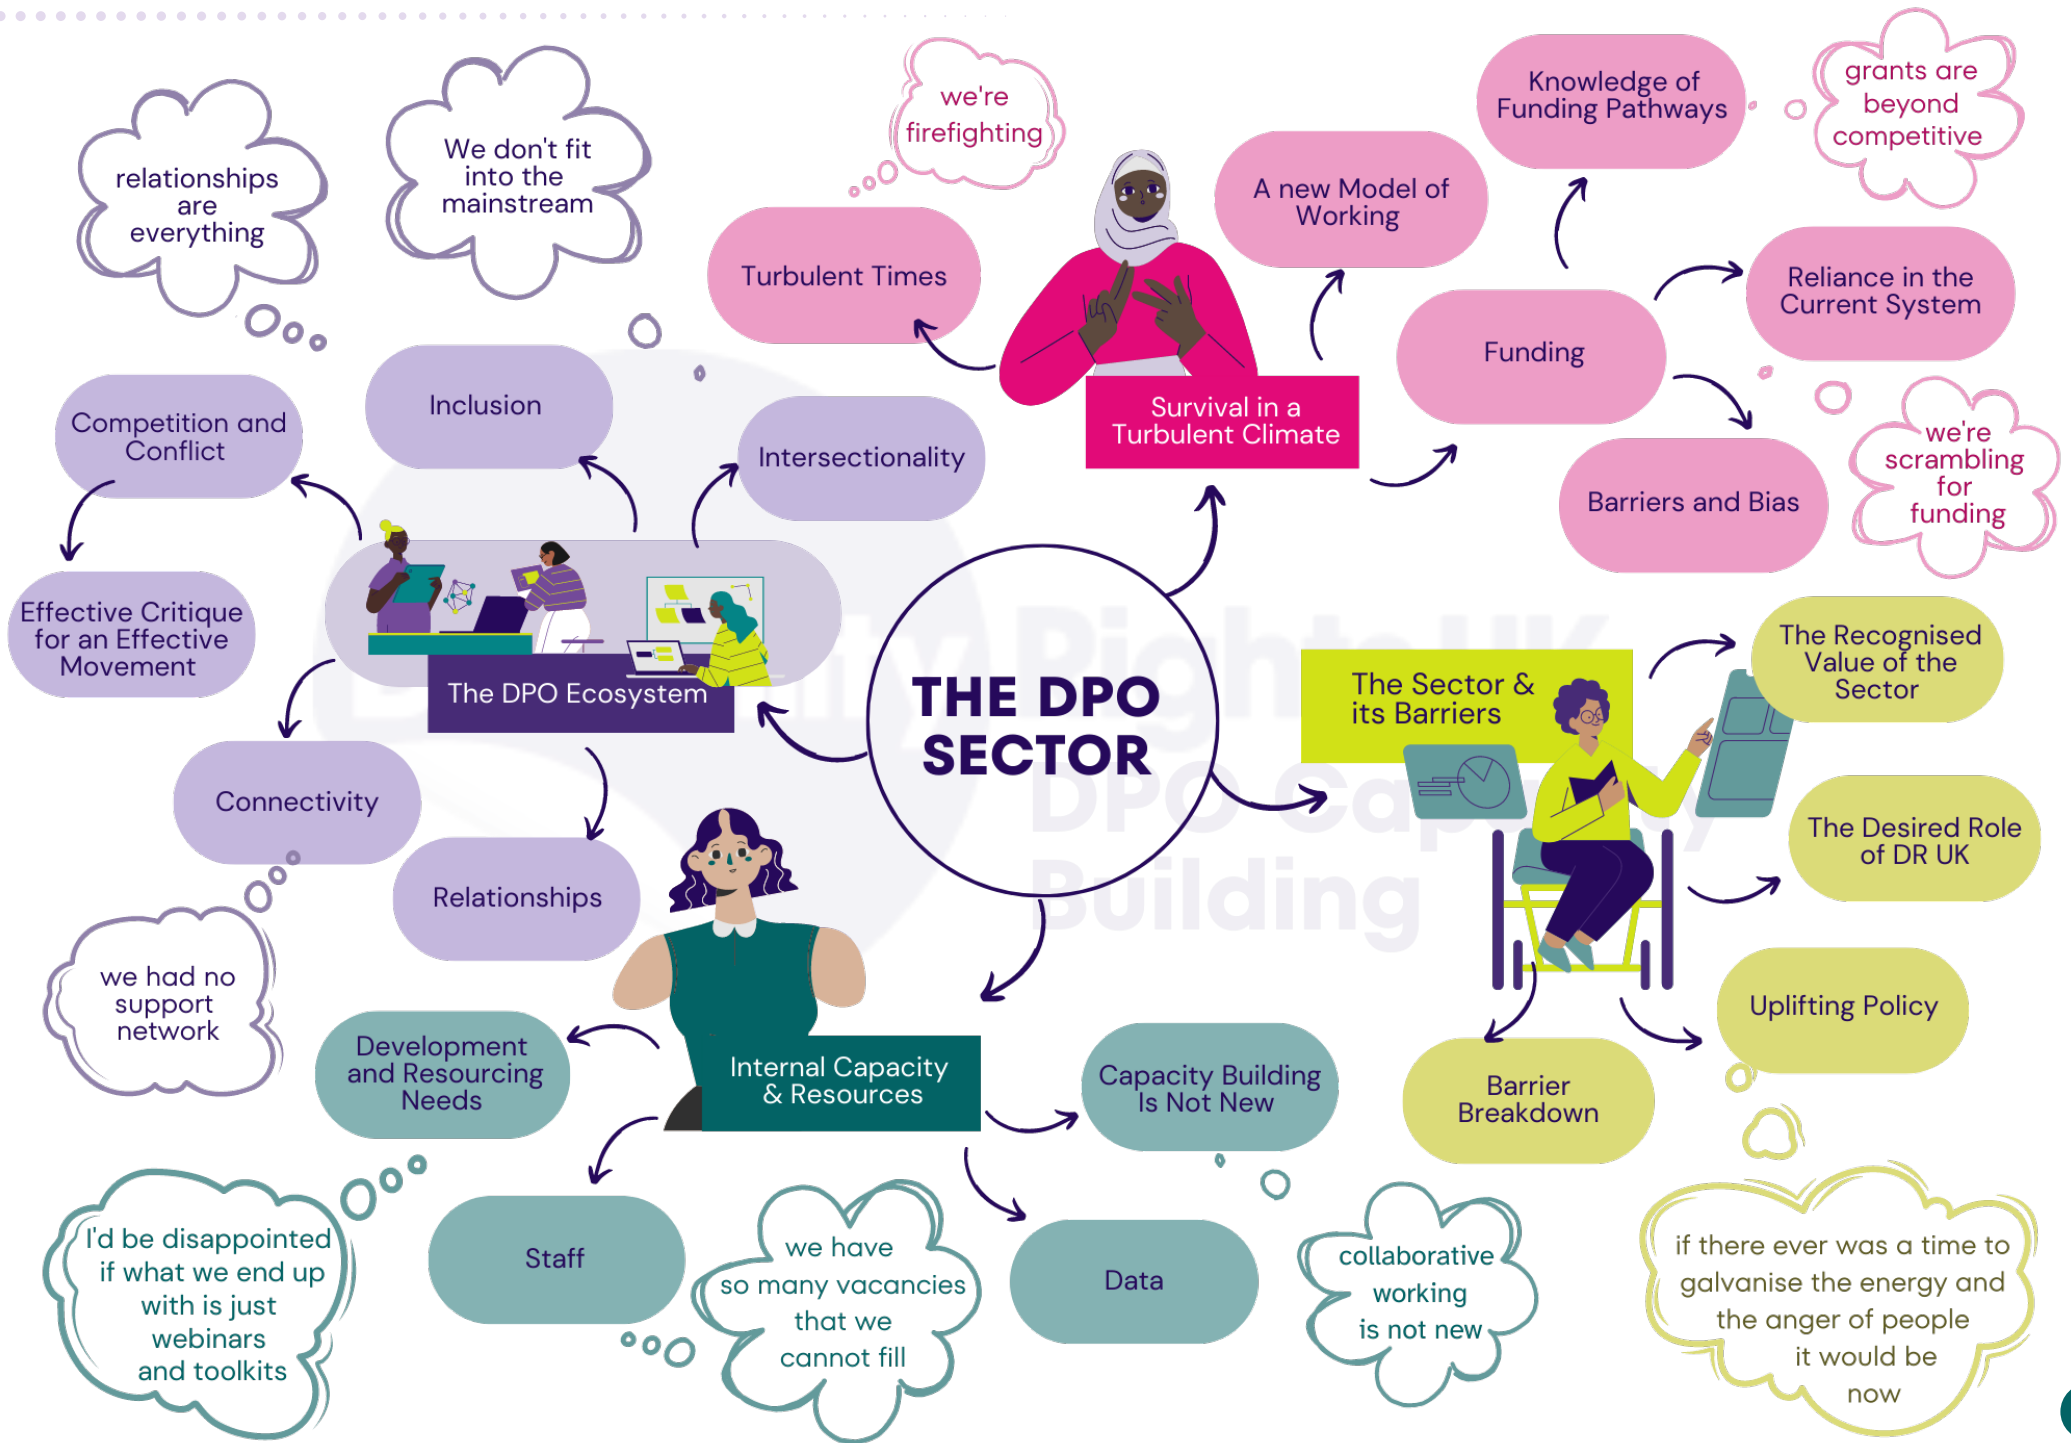 relationships
are
everything
We don't fit
into the
mainstream
we're
firefighting
Knowledge of
Funding Pathways
grants are
beyond
competitive
A new Model of
Working
Turbulent Times
Reliance in the
Current System
Funding
Survival in a
Turbulent Climate
we're
scrambling
for
funding
Barriers and Bias
Competition and
Conflict
Inclusion
Intersectionality
Effective Critique
for an Effective
Movement
The DPO Ecosystem
Connectivity
Relationships
we had no
support
network
THE DPO
SECTOR
The Sector &
its Barriers
The Recognised
Value of the
Sector
The Desired Role
of DR UK
Uplifting Policy
Barrier
Breakdown
if there ever was a time to
galvanise the energy and
the anger of people
it would be
now
Internal Capacity
& Resources
Development
and Resourcing
Needs
Capacity Building
Is Not New
Staff
Data
I'd be disappointed
if what we end up
with is just
webinars
and toolkits
we have
so many vacancies
that we
cannot fill
collaborative
working
is not new
Rights UK
DPO
Building